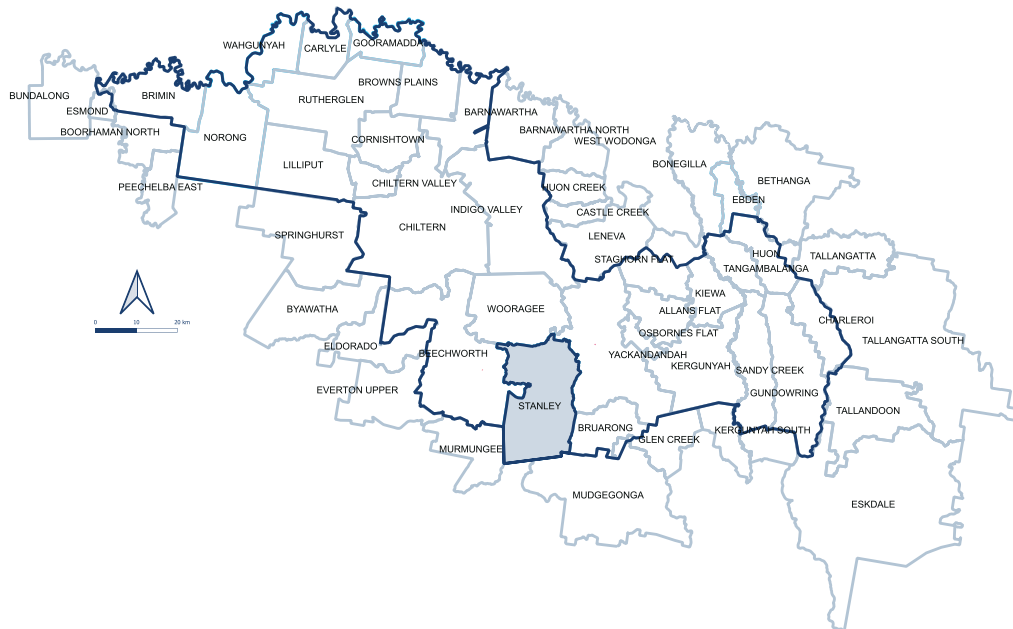 WAHGUNYAH
CARLYLE
GOORAMADDA
BUNDALONG
BRIMIN
BROWNS PLAINS
RUTHERGLEN
ESMOND
BARNAWARTHA
BOORHAMAN NORTH
NORONG
CORNISHTOWN
BARNAWARTHA NORTH
WEST WODONGA
LILLIPUT
BONEGILLA
PEECHELBA EAST
CHILTERN VALLEY
HUON CREEK
BETHANGA
EBDEN
INDIGO VALLEY
CASTLE CREEK
CHILTERN
SPRINGHURST
LENEVA
STAGHORN FLAT
HUON
TANGAMBALANGA
TALLANGATTA
KIEWA
BYAWATHA
WOORAGEE
ALLANS FLAT
CHARLEROI
0 10 20 km
OSBORNES FLAT
TALLANGATTA SOUTH
ELDORADO
BEECHWORTH
YACKANDANDAH
KERGUNYAH
SANDY CREEK
EVERTON UPPER
GUNDOWRING
STANLEY
TALLANDOON
BRUARONG
KERGUNYAH SOUTH
GLEN CREEK
MURMUNGEE
MUDGEGONGA
ESKDALE